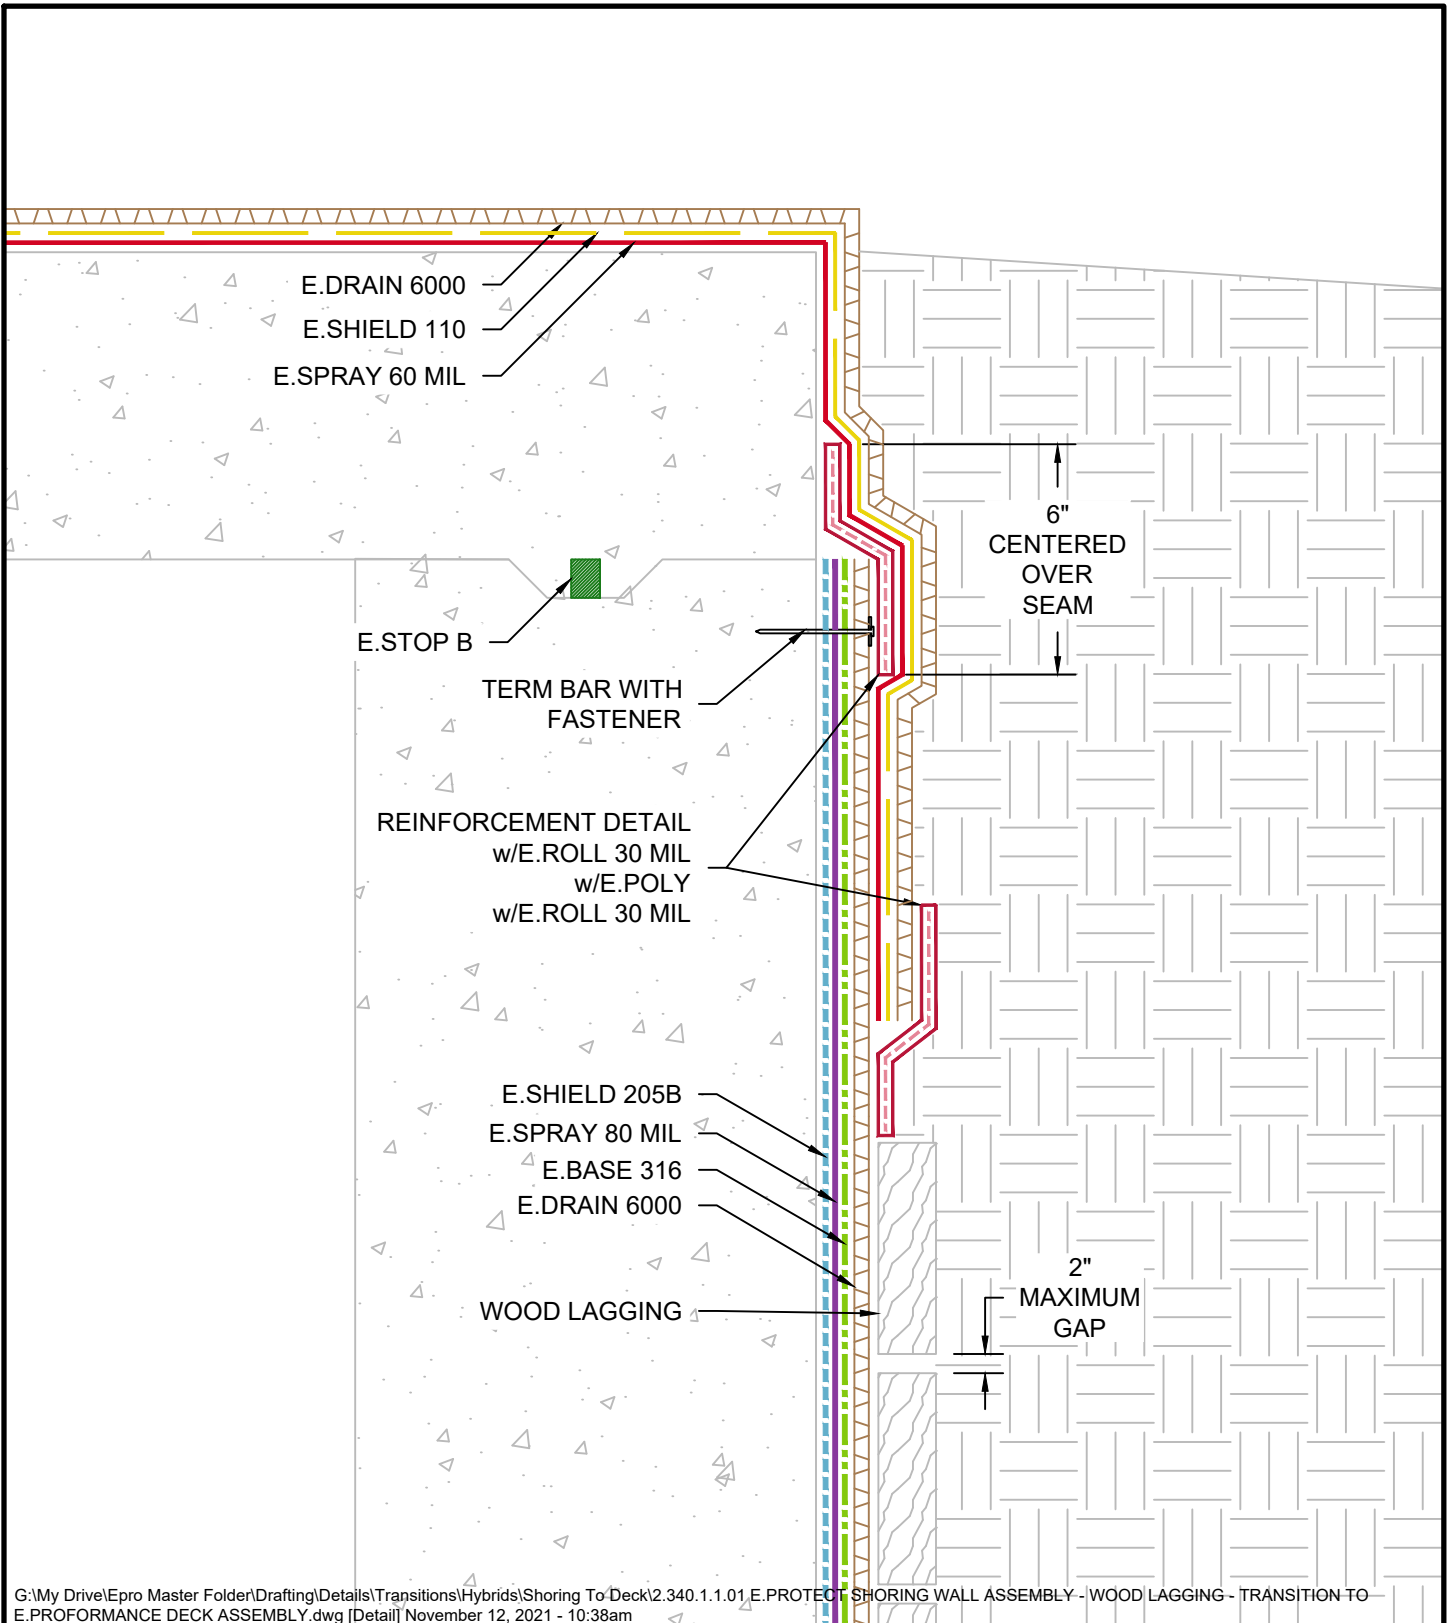 E.DRAIN 6000
E.SHIELD 110
E.SPRAY 60 MIL
6"
CENTERED
OVER
SEAM
E.STOP B
TERM BAR WITH
FASTENER
REINFORCEMENT DETAIL
w/E.ROLL 30 MIL
w/E.POLY
w/E.ROLL 30 MIL
E.SHIELD 205B
E.SPRAY 80 MIL
E.BASE 316
E.DRAIN 6000
WOOD LAGGING
2"
MAXIMUM
GAP
G:\My Drive\Epro Master Folder\Drafting\Details\Transitions\Hybrids\Shoring To Deck\2.340.1.1.01 E.PROTECT SHORING WALL ASSEMBLY - WOOD LAGGING - TRANSITION TO
E.PROFORMANCE DECK ASSEMBLY.dwg [Detail] November 12, 2021 - 10:38am